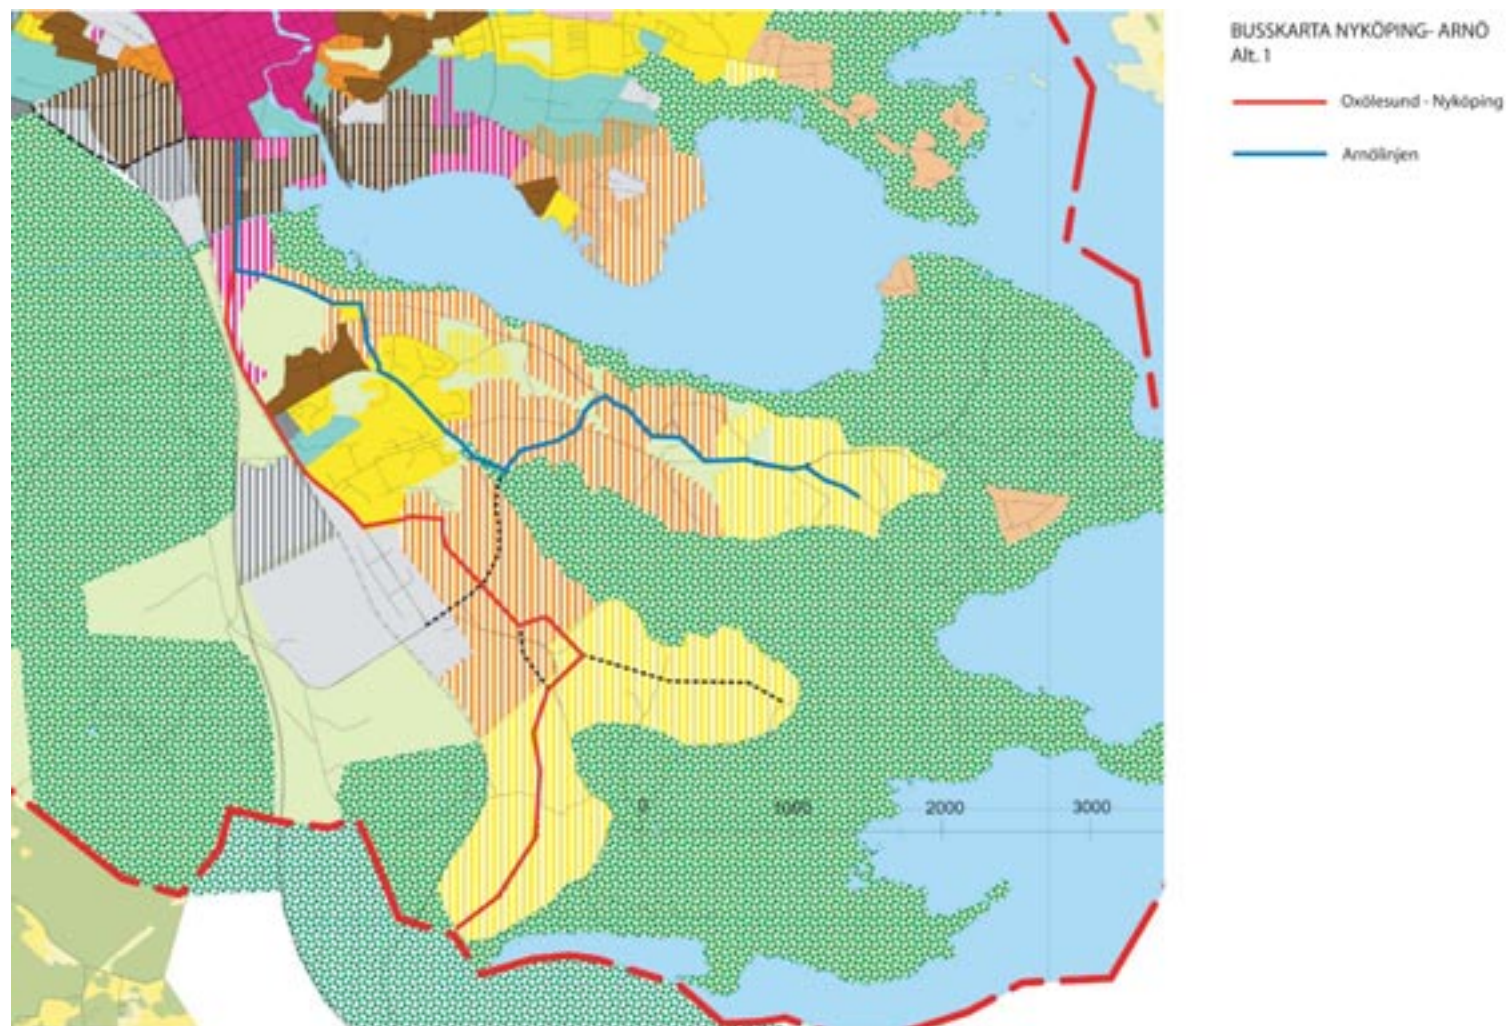 BUSSKARTA NYKÖPING- ARNÖ
Alt. 1
Oxölesund - Nyköping
Arnölinjen
0 1000 2000 3000